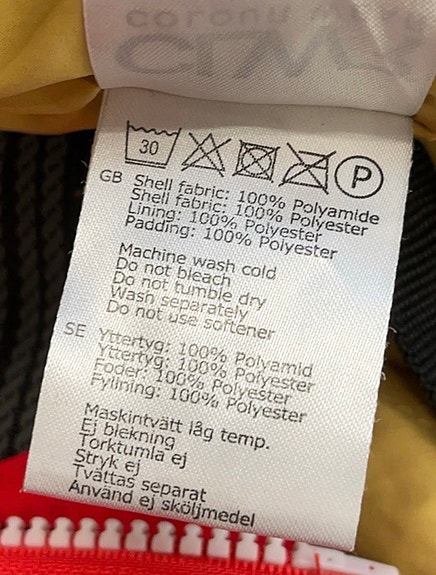 30
P
GB Shell fabric: 100% Polyamide
Shell fabric: 100% Polyester
Lining: 100% Polyester
Padding: 100% Polyester
Machine wash cold
Do not bleach
Do not tumble dry
Wash separately
Do not use softener
SE Yttertyg: 100% Polyamid
Yttertyg: 100% Polyester
Foder: 100% Polyester
Fyllning: 100% Polyester
Maskintvätt låg temp.
Ej blekning
Torktumla ej
Stryk ej
Tvättas separat
Använd ej sköljmedel